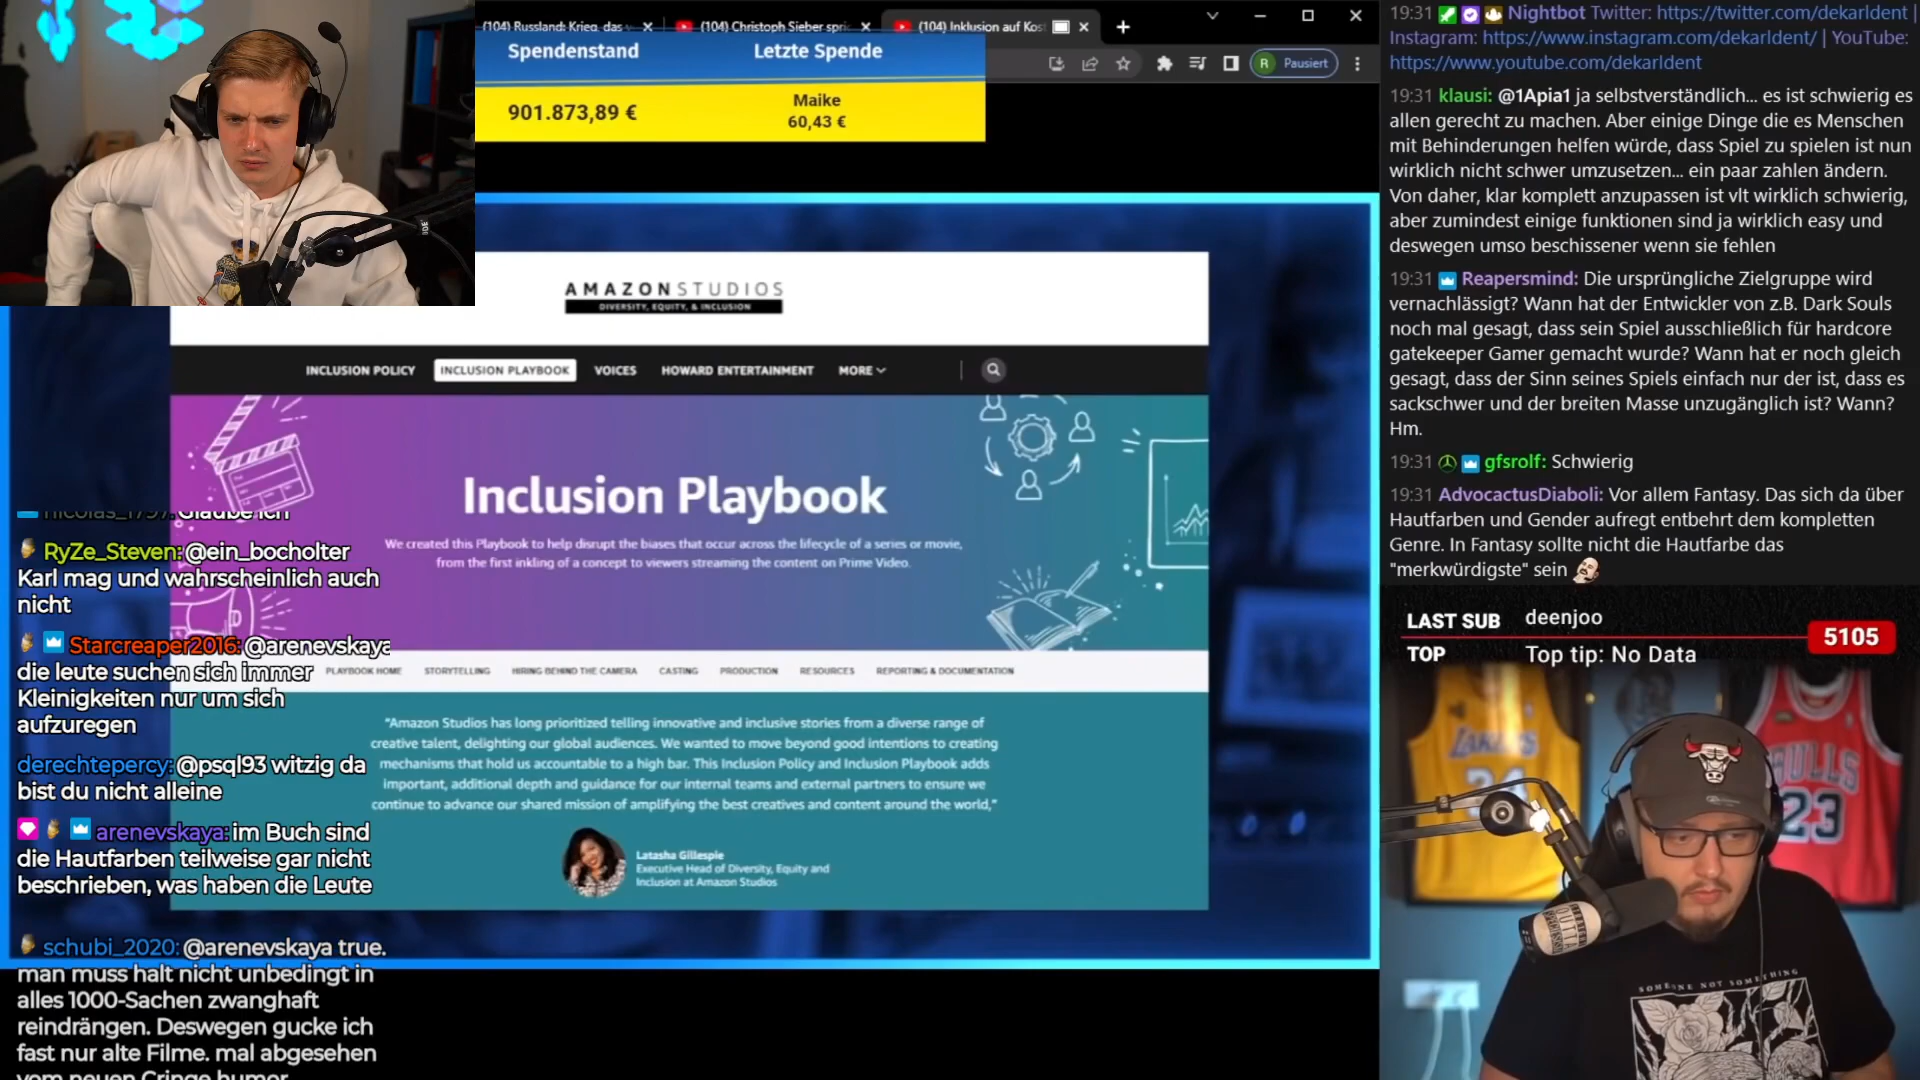 (104) Russland: Krieg, das
(104) Christoph Sieber spri
(104) Inklusion auf Kos
Spendenstand
Letzte Spende
901.873,89 €
Maike
60,43 €
R
Pausiert
AMAZON STUDIOS
DIVERSITY, EQUITY, & INCLUSION
INCLUSION POLICY
INCLUSION PLAYBOOK
VOICES
HOWARD ENTERTAINMENT
MORE
Inclusion Playbook
We created this Playbook to help disrupt the biases that occur across the lifecycle of a series or movie,
from the first inkling of a concept to viewers streaming the content on Prime Video.
PLAYBOOK HOME
STORYTELLING
HIRING BEHIND THE CAMERA
CASTING
PRODUCTION
RESOURCES
REPORTING & DOCUMENTATION
"Amazon Studios has long prioritized telling innovative and inclusive stories from a diverse range of
creative talent, delighting our global audiences. We wanted to move beyond good intentions to creating
mechanisms that hold us accountable to a high bar. This Inclusion Policy and Inclusion Playbook adds
important, additional depth and guidance for our internal teams and external partners to ensure we
continue to advance our shared mission of amplifying the best creatives and content around the world,"
Latasha Gillespie
Executive Head of Diversity, Equity and
Inclusion at Amazon Studios
nicolas_1797: Glaube ich
RyZe_Steven: @ein_bocholter
Karl mag und wahrscheinlich auch
nicht
Starcreaper2016: @arenevskaya
die leute suchen sich immer
Kleinigkeiten nur um sich
aufzuregen
derechtepercy: @psql93 witzig da
bist du nicht alleine
arenevskaya: im Buch sind
die Hautfarben teilweise gar nicht
beschrieben, was haben die Leute
schubi_2020: @arenevskaya true.
man muss halt nicht unbedingt in
alles 1000-Sachen zwanghaft
reindrängen. Deswegen gucke ich
fast nur alte Filme. mal abgesehen
vom neuen Cringe humor
19:31 Nightbot Twitter: https://twitter.com/dekarldent |
Instagram: https://www.instagram.com/dekarldent/ | YouTube:
https://www.youtube.com/dekarldent
19:31 klausi: @1Apia1 ja selbstverständlich... es ist schwierig es
allen gerecht zu machen. Aber einige Dinge die es Menschen
mit Behinderungen helfen würde, dass Spiel zu spielen ist nun
wirklich nicht schwer umzusetzen... ein paar zahlen ändern.
Von daher, klar komplett anzupassen ist vlt wirklich schwierig,
aber zumindest einige funktionen sind ja wirklich easy und
deswegen umso beschissener wenn sie fehlen
19:31 Reapersmind: Die ursprüngliche Zielgruppe wird
vernachlässigt? Wann hat der Entwickler von z.B. Dark Souls
noch mal gesagt, dass sein Spiel ausschließlich für hardcore
gatekeeper Gamer gemacht wurde? Wann hat er noch gleich
gesagt, dass der Sinn seines Spiels einfach nur der ist, dass es
sackschwer und der breiten Masse unzugänglich ist? Wann?
Hm.
19:31 gfsrolf: Schwierig
19:31 AdvocactusDiaboli: Vor allem Fantasy. Das sich da über
Hautfarben und Gender aufregt entbehrt dem kompletten
Genre. In Fantasy sollte nicht die Hautfarbe das
"merkwürdigste" sein
LAST SUB deenjoo
5105
TOP Top tip: No Data
LAKERS
BULLS
23
SOMEONE NOT SOMETHING